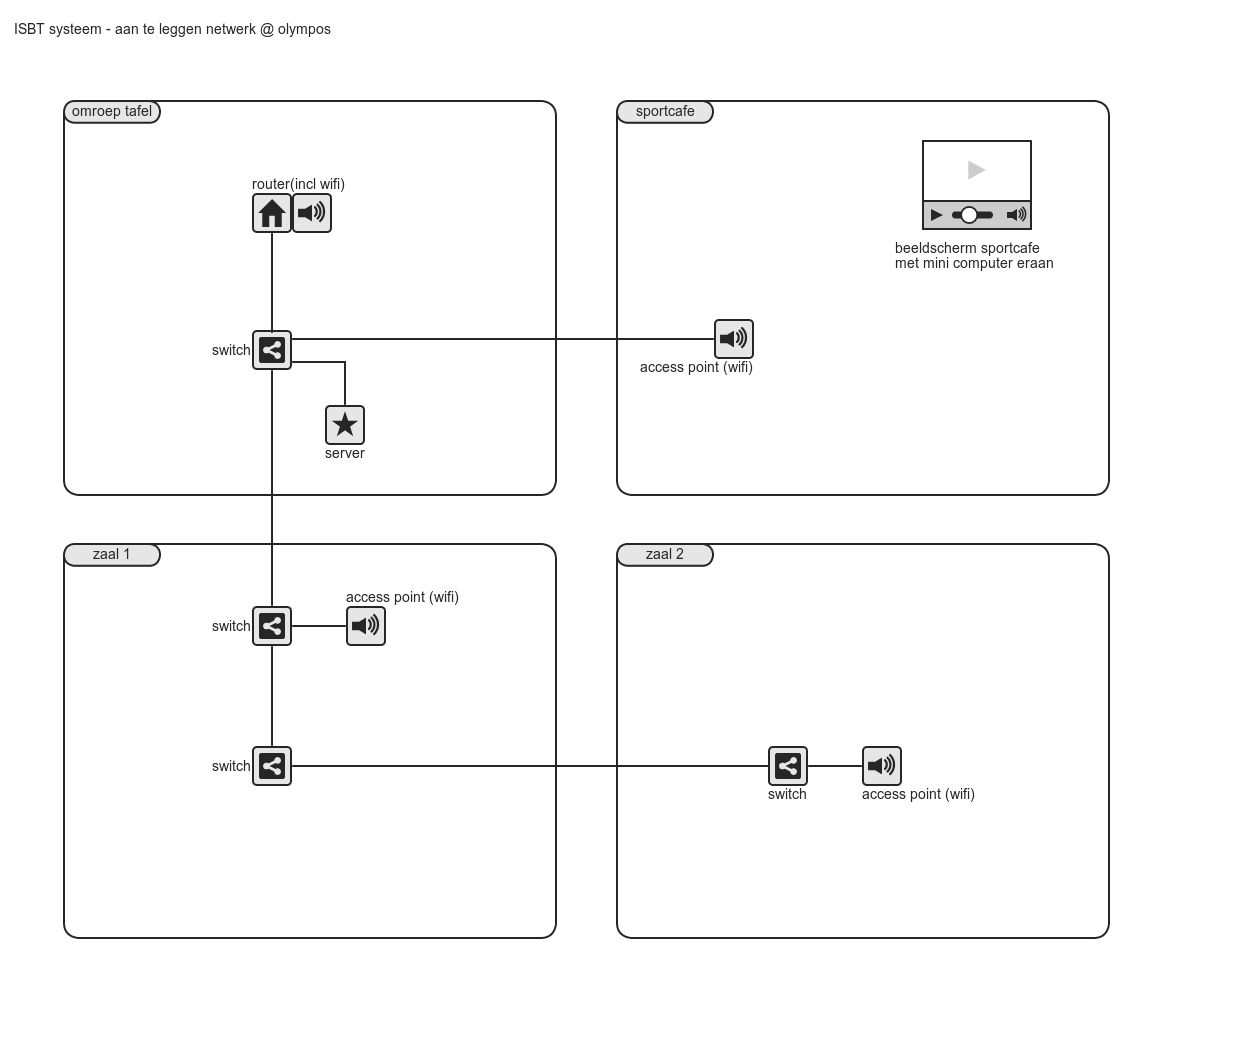 ISBT systeem - aan te leggen netwerk @ olympos
omroep tafel
router(incl wifi)
switch
server
sportcafe
beeldscherm sportcafe
met mini computer eraan
access point (wifi)
zaal 1
access point (wifi)
switch
switch
zaal 2
switch
access point (wifi)